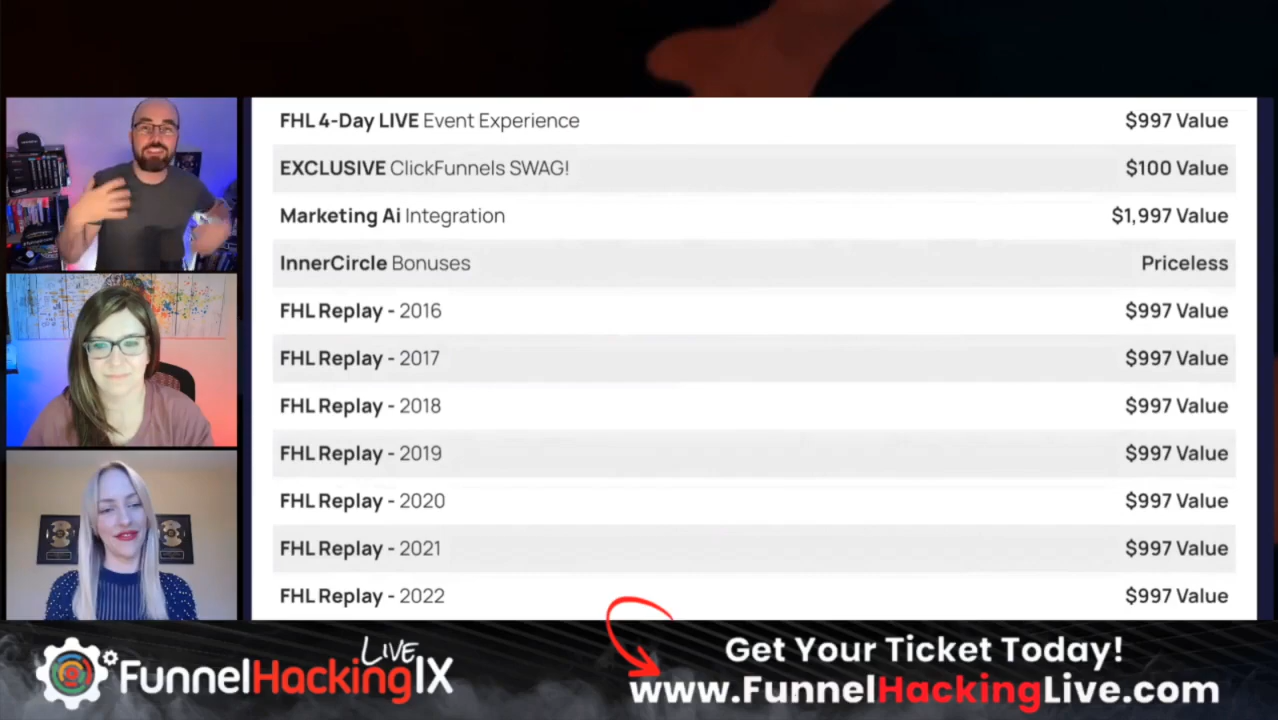 FHL 4-Day LIVE Event Experience $997 Value
EXCLUSIVE ClickFunnels SWAG! $100 Value
Marketing Ai Integration $1,997 Value
InnerCircle Bonuses Priceless
FHL Replay - 2016 $997 Value
FHL Replay - 2017 $997 Value
FHL Replay - 2018 $997 Value
FHL Replay - 2019 $997 Value
FHL Replay - 2020 $997 Value
FHL Replay - 2021 $997 Value
FHL Replay - 2022 $997 Value
LIVE
FunnelHackingIX
Get Your Ticket Today!
www.FunnelHackingLive.com